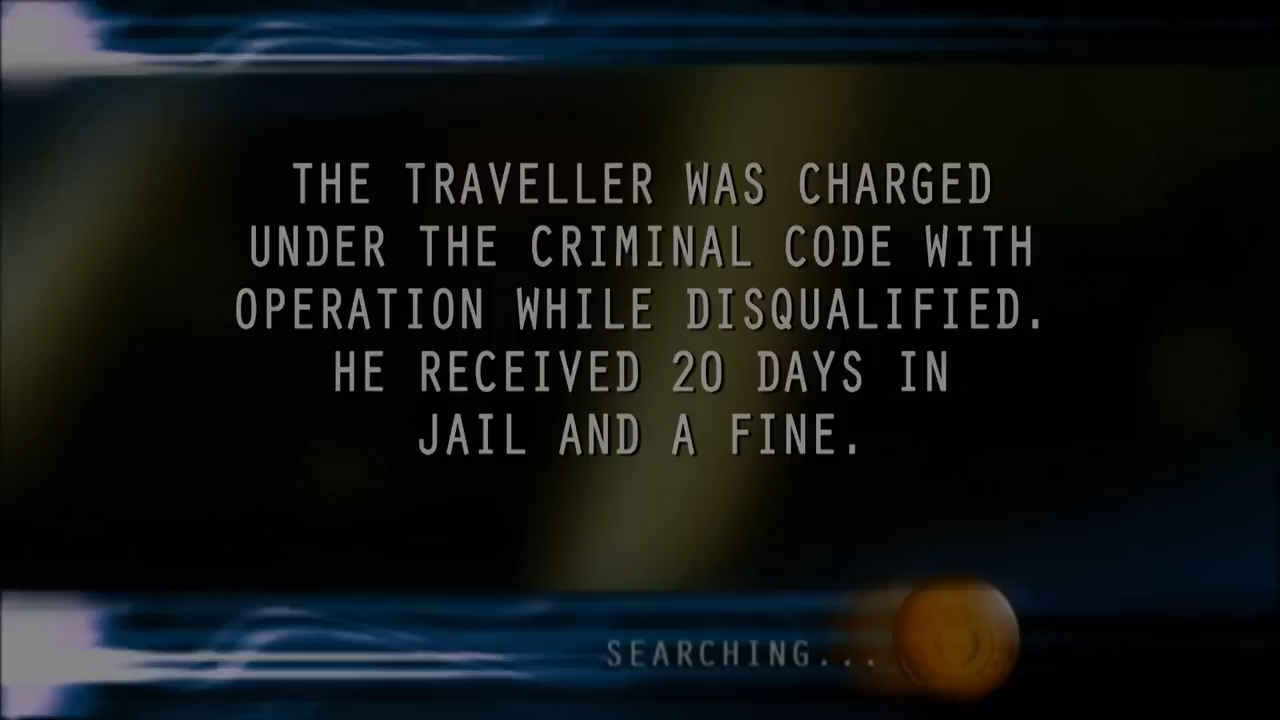 THE TRAVELLER WAS CHARGED
UNDER THE CRIMINAL CODE WITH
OPERATION WHILE DISQUALIFIED.
HE RECEIVED 20 DAYS IN
JAIL AND A FINE.
SEARCHING...